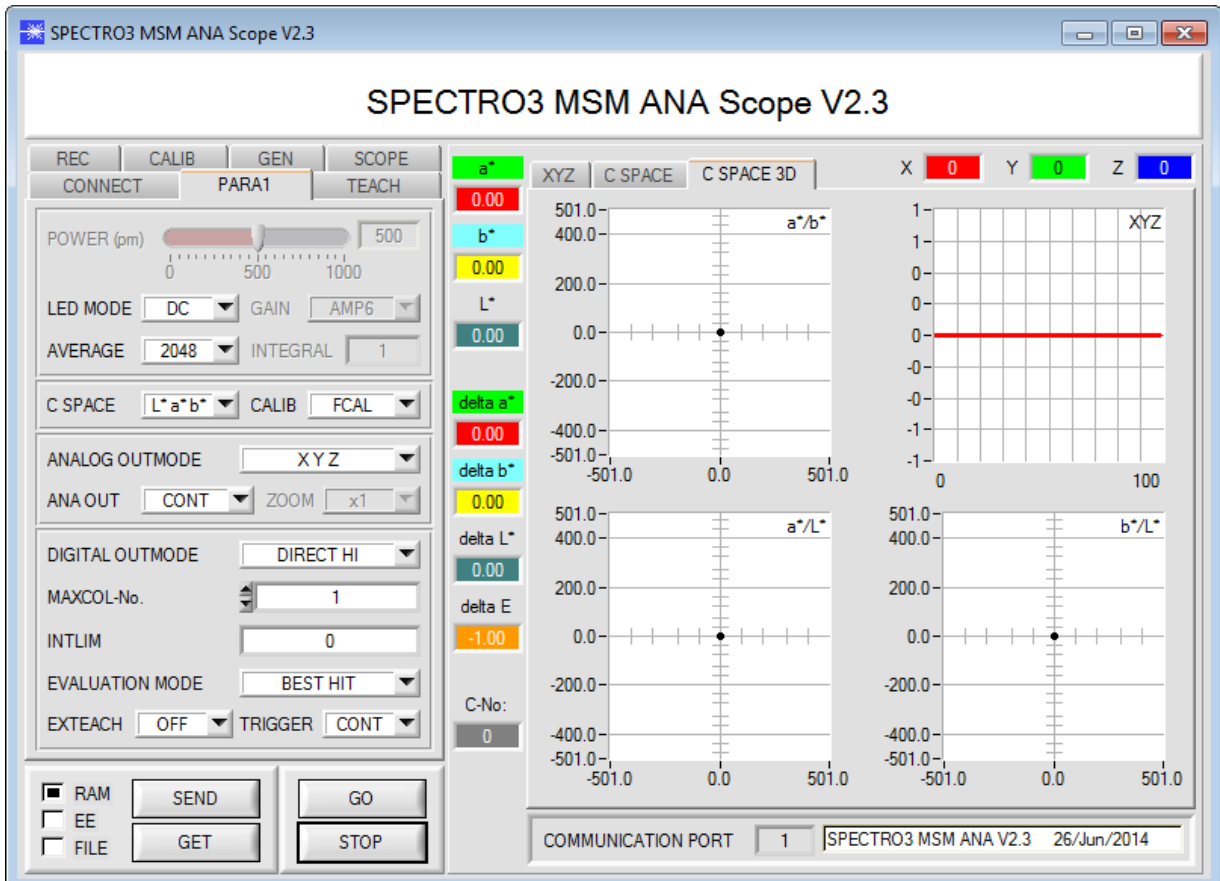 SPECTRO3 MSM ANA Scope V2.3
SPECTRO3 MSM ANA Scope V2.3
REC CALIB GEN SCOPE
CONNECT PARA1 TEACH
POWER (pm) 500
0 500 1000
LED MODE DC GAIN AMP6
AVERAGE 2048 INTEGRAL 1
C SPACE L*a*b* CALIB FCAL
ANALOG OUTMODE X Y Z
ANA OUT CONT ZOOM x1
DIGITAL OUTMODE DIRECT HI
MAXCOL-No. 1
INTLIM 0
EVALUATION MODE BEST HIT
EXTEACH OFF TRIGGER CONT
RAM
EE
FILE
SEND
GET
GO
STOP
a*
0.00
b*
0.00
L*
0.00
delta a*
0.00
delta b*
0.00
delta L*
0.00
delta E
-1.00
C-No:
0
XYZ C SPACE C SPACE 3D
X 0 Y 0 Z 0
a*/b*
501.0
400.0
200.0
0.0
-200.0
-400.0
-501.0
-501.0 0.0 501.0
XYZ
1
1
0
0
0
-0
-0
-1
-1
0 100
a*/L*
501.0
400.0
200.0
0.0
-200.0
-400.0
-501.0
-501.0 0.0 501.0
b*/L*
501.0
400.0
200.0
0.0
-200.0
-400.0
-501.0
-501.0 0.0 501.0
COMMUNICATION PORT 1 SPECTRO3 MSM ANA V2.3 26/Jun/2014